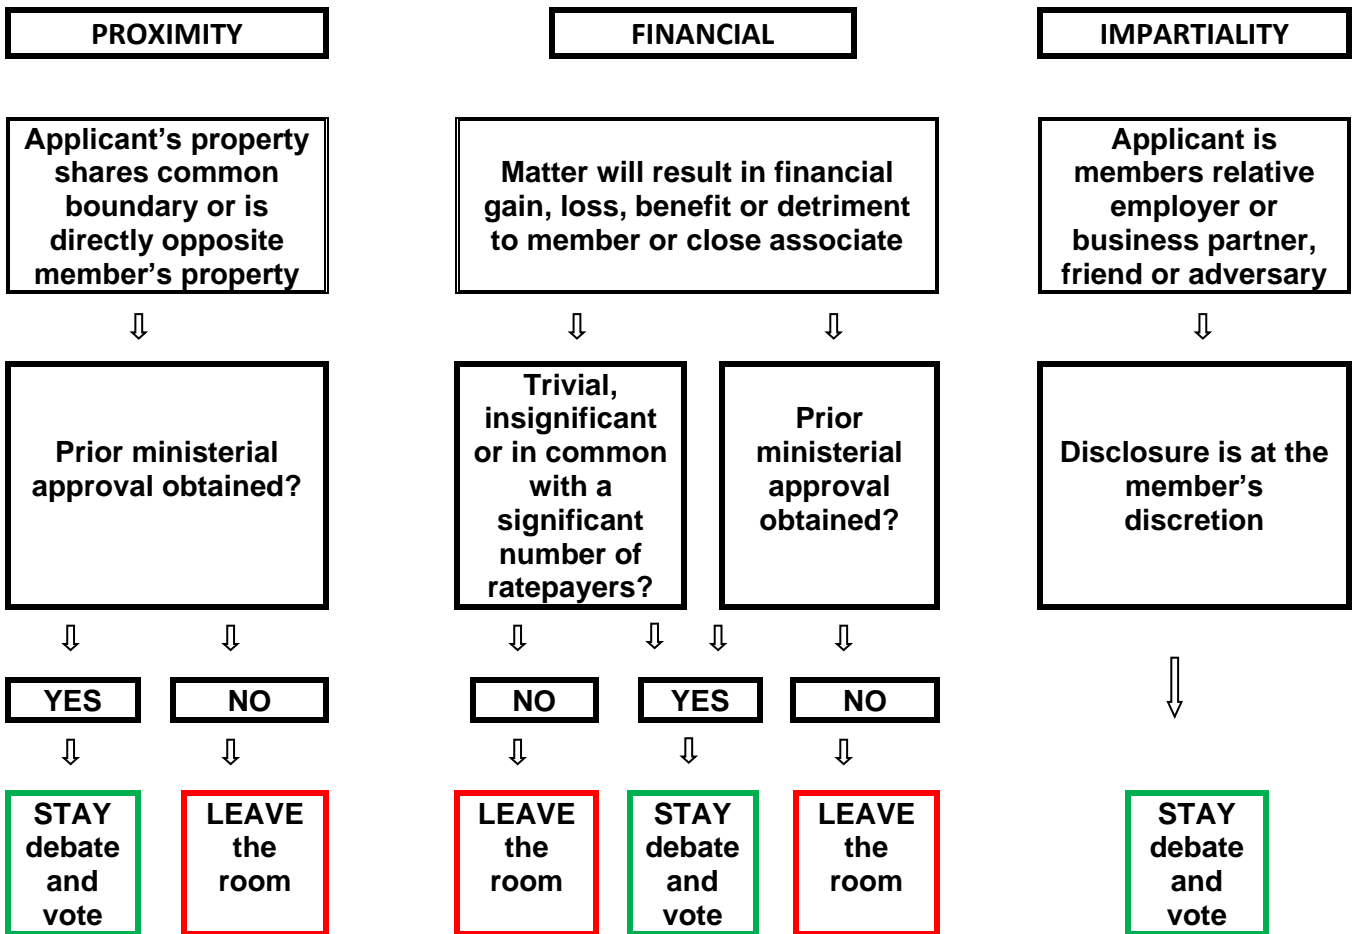 PROXIMITY
FINANCIAL
IMPARTIALITY
Applicant’s property
shares common
boundary or is
directly opposite
member’s property
Matter will result in financial
gain, loss, benefit or detriment
to member or close associate
Applicant is
members relative
employer or
business partner,
friend or adversary
Prior ministerial
approval obtained?
Trivial,
insignificant
or in common
with a
significant
number of
ratepayers?
Prior
ministerial
approval
obtained?
Disclosure is at the
member’s
discretion
YES
NO
NO
YES
NO
STAY
debate
and
vote
LEAVE
the
room
LEAVE
the
room
STAY
debate
and
vote
LEAVE
the
room
STAY
debate
and
vote